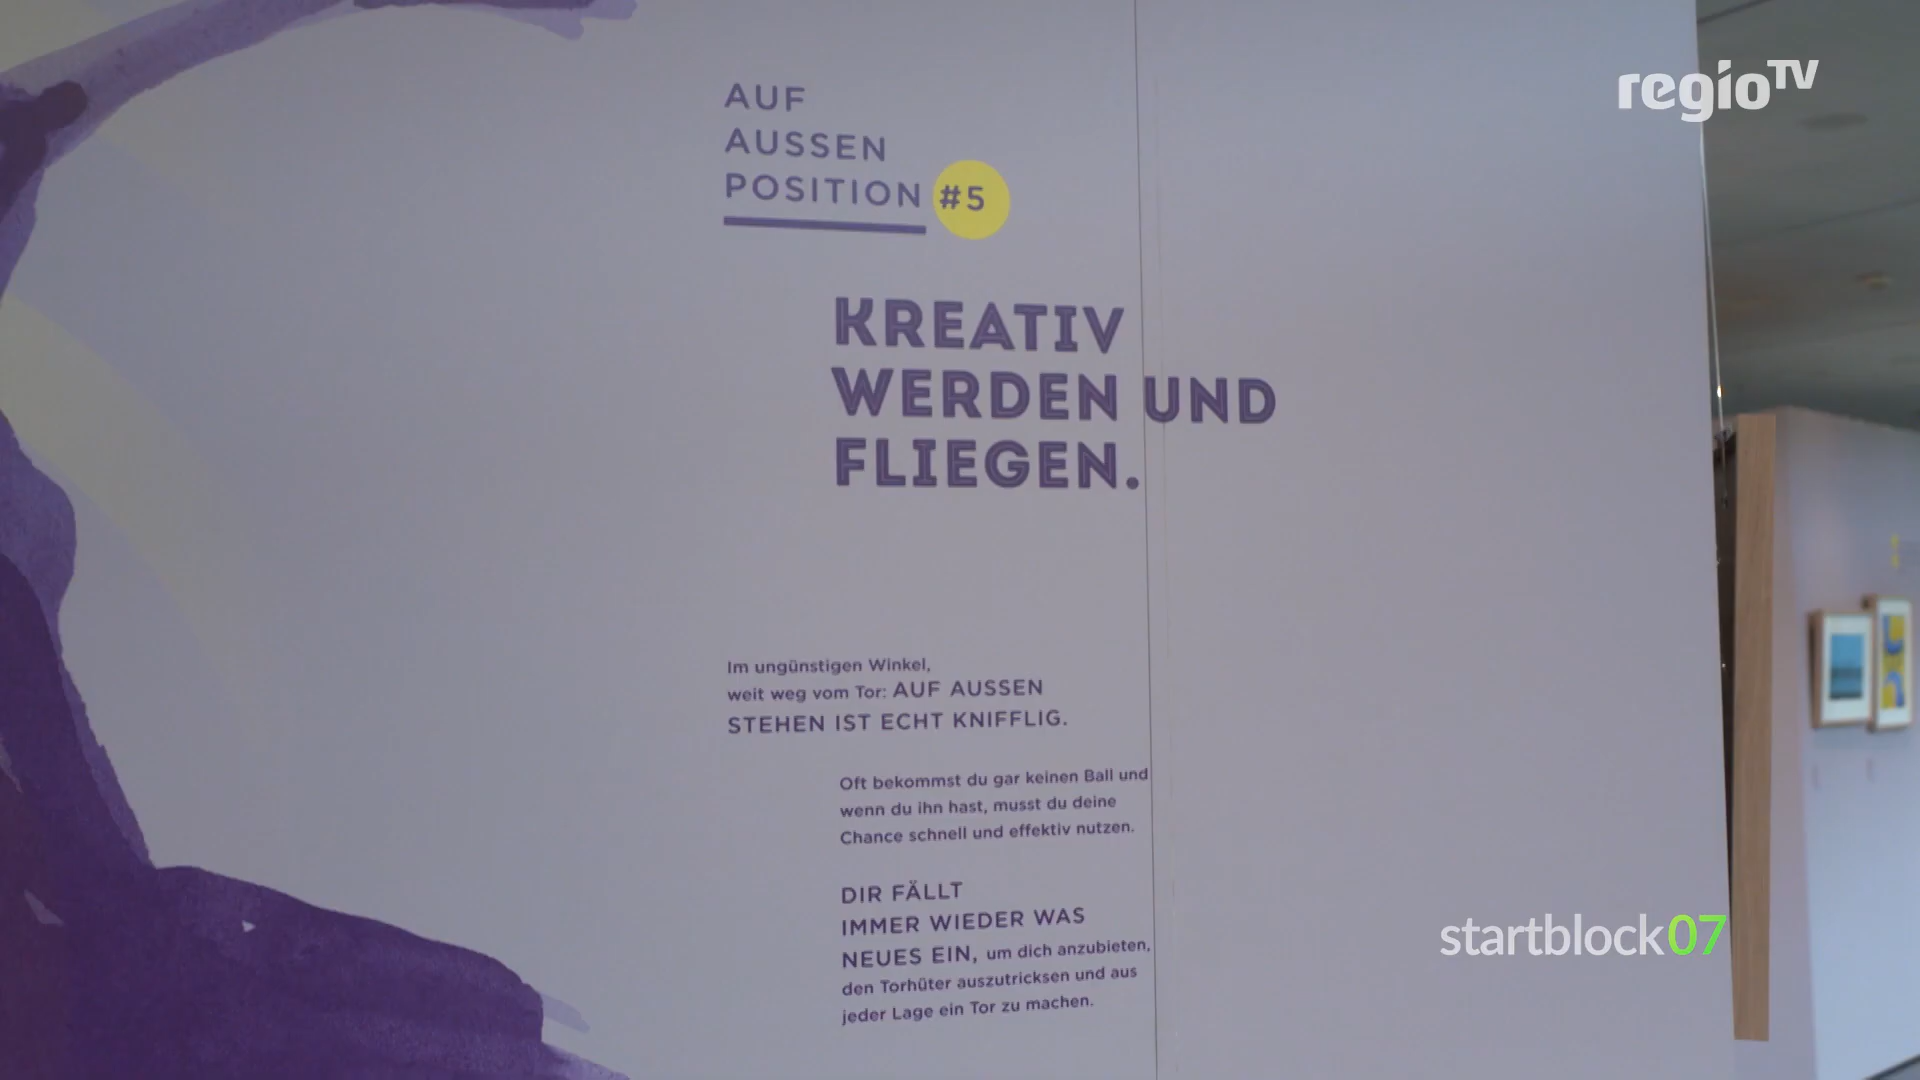 regioTV
AUF
AUSSEN
POSITION #5
KREATIV
WERDEN UND
FLIEGEN.
Im ungünstigen Winkel,
weit weg vom Tor: AUF AUSSEN
STEHEN IST ECHT KNIFFLIG.
Oft bekommst du gar keinen Ball und
wenn du ihn hast, musst du deine
Chance schnell und effektiv nutzen.
DIR FÄLLT
IMMER WIEDER WAS
NEUES EIN, um dich anzubieten,
den Torhüter auszutricksen und aus
jeder Lage ein Tor zu machen.
startblock07